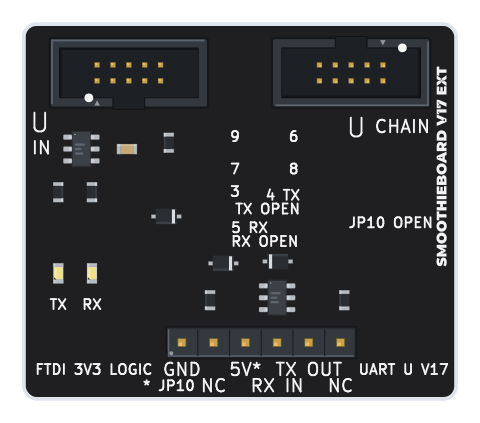 U
IN
U CHAIN
SMOOTHIEBOARD V17 EXT
9 6
7 8
3 4 TX
TX OPEN
5 RX
RX OPEN
JP10 OPEN
TX RX
FTDI 3V3 LOGIC GND 5V* TX OUT UART U V17
* JP10 NC RX IN NC